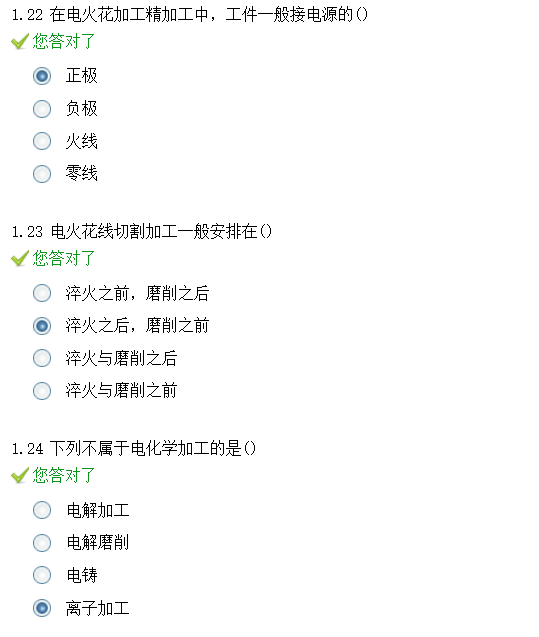 1.22 在电火花加工精加工中，工件一般接电源的()
您答对了
正极
负极
火线
零线
1.23 电火花线切割加工一般安排在()
您答对了
淬火之前，磨削之后
淬火之后，磨削之前
淬火与磨削之后
淬火与磨削之前
1.24 下列不属于电化学加工的是()
您答对了
电解加工
电解磨削
电铸
离子加工